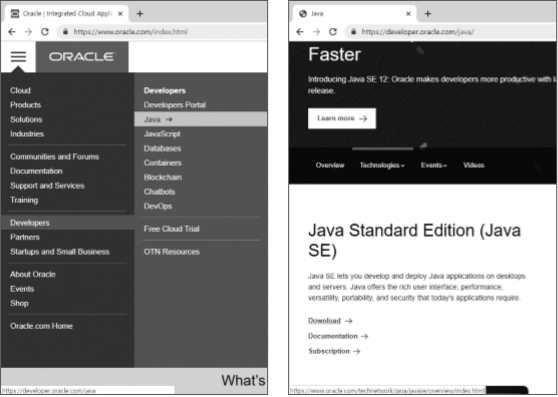 Oracle | Integrated Cloud Applic
https://www.oracle.com/index.html
ORACLE
Cloud
Products
Solutions
Industries
Communities and Forums
Documentation
Support and Services
Training
Developers
Partners
Startups and Small Business
About Oracle
Events
Shop
Oracle.com Home
Developers
Developers Portal
Java →
JavaScript
Databases
Containers
Blockchain
Chatbots
DevOps
Free Cloud Trial
OTN Resources
What's
https://developer.oracle.com/java
Java
https://developer.oracle.com/java/
Faster
Introducing Java SE 12: Oracle makes developers more productive with
release.
Learn more →
Overview Technologies Events Videos
Java Standard Edition (Java
SE)
Java SE lets you develop and deploy Java applications on desktops
and servers. Java offers the rich user interface, performance,
versatility, portability, and security that today's applications require.
Download →
Documentation →
Subscription →
https://www.oracle.com/technetwork/java/javase/overview/index.html